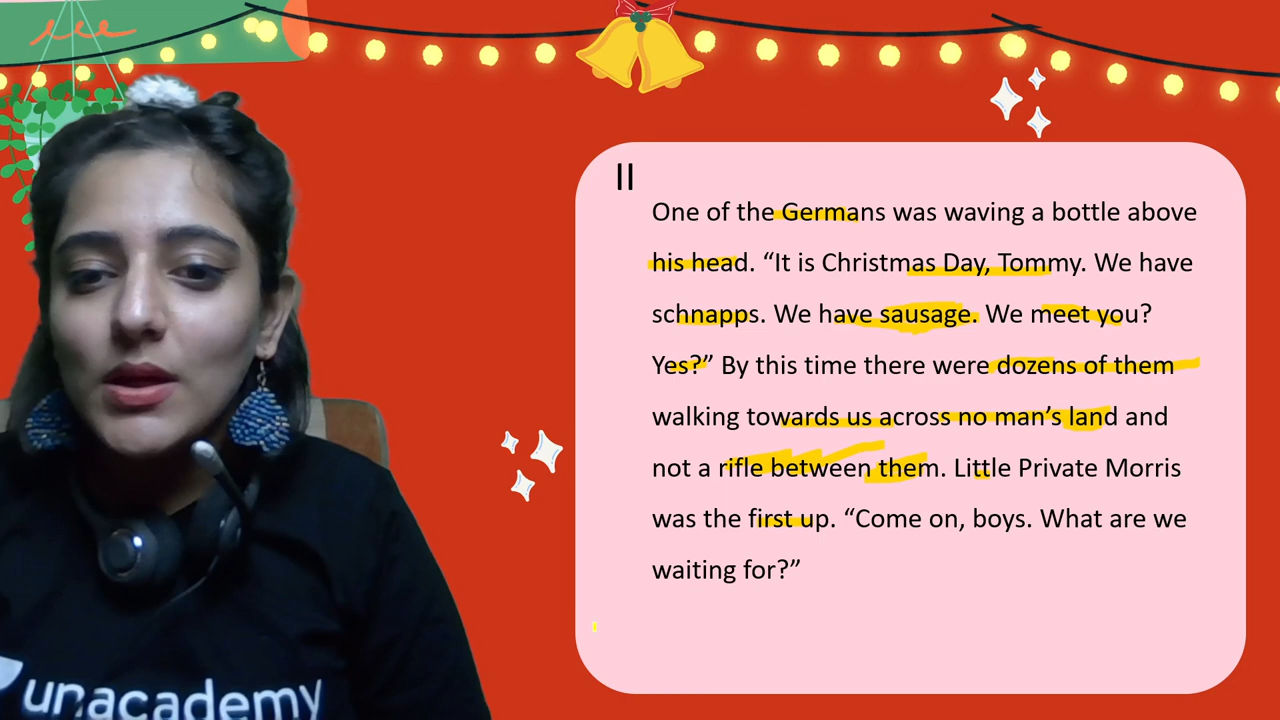 II
One of the Germans was waving a bottle above
his head. “It is Christmas Day, Tommy. We have
schnapps. We have sausage. We meet you?
Yes?” By this time there were dozens of them
walking towards us across no man’s land and
not a rifle between them. Little Private Morris
was the first up. “Come on, boys. What are we
waiting for?”
unacademy